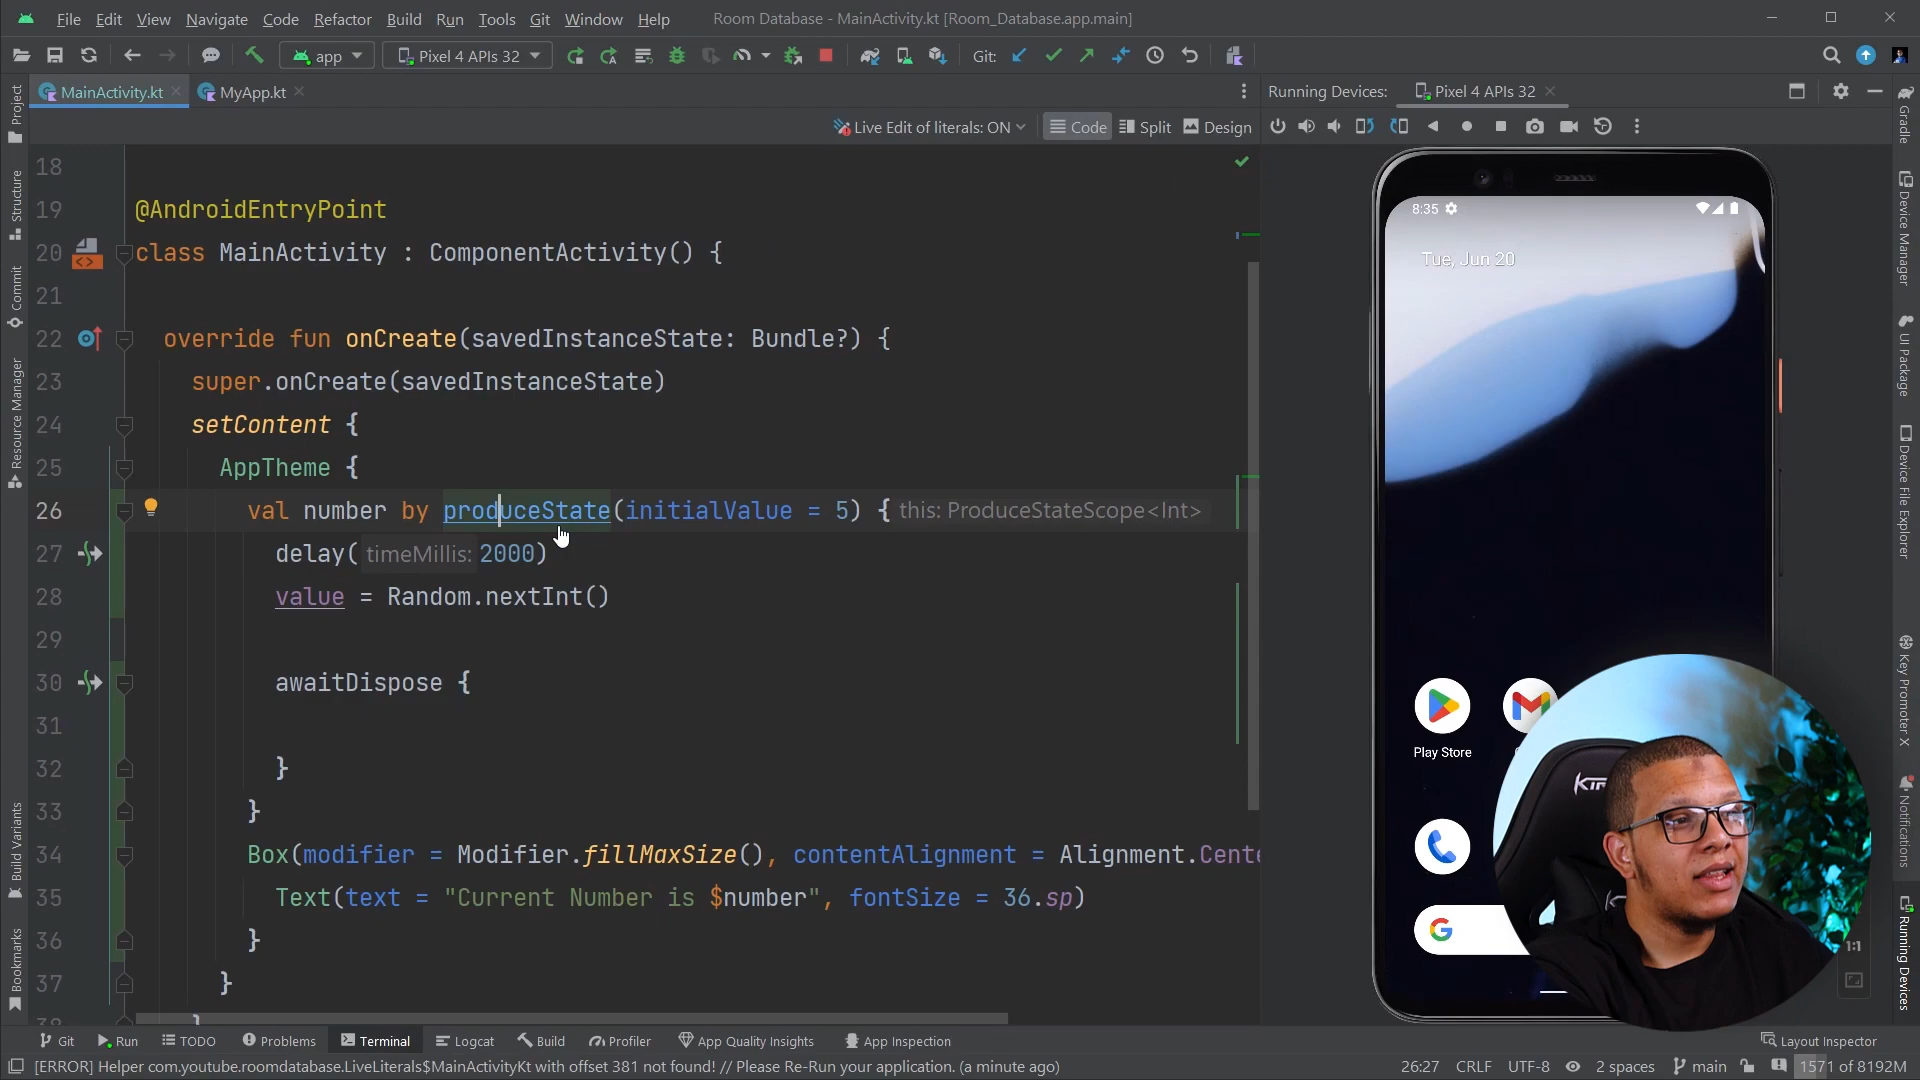 File Edit View Navigate Code Refactor Build Run Tools Git Window Help Room Database - MainActivity.kt [Room_Database.app.main]
app Pixel 4 APIs 32 Git:
MainActivity.kt MyApp.kt Running Devices: Pixel 4 APIs 32
Live Edit of literals: ON Code Split Design
18
19 @AndroidEntryPoint
20 class MainActivity : ComponentActivity() {
21
22 override fun onCreate(savedInstanceState: Bundle?) {
23 super.onCreate(savedInstanceState)
24 setContent {
25 AppTheme {
26 val number by produceState(initialValue = 5) { this: ProduceStateScope<Int>
27 delay( timeMillis: 2000)
28 value = Random.nextInt()
29
30 awaitDispose {
31
32 }
33 }
34 Box(modifier = Modifier.fillMaxSize(), contentAlignment = Alignment.Cente
35 Text(text = "Current Number is $number", fontSize = 36.sp)
36 }
37 }
38 }
Project
Structure
Commit
Resource Manager
Build Variants
Bookmarks
8:35
Tue, Jun 20
Play Store
1:1
Gradle
Device Manager
UI Package
Device File Explorer
Key Promoter X
Notifications
Running Devices
Git Run TODO Problems Terminal Logcat Build Profiler App Quality Insights App Inspection Layout Inspector
[ERROR] Helper com.youtube.roomdatabase.LiveLiterals$MainActivityKt with offset 381 not found! // Please Re-Run your application. (a minute ago) 26:27 CRLF UTF-8 2 spaces main 1571 of 8192M